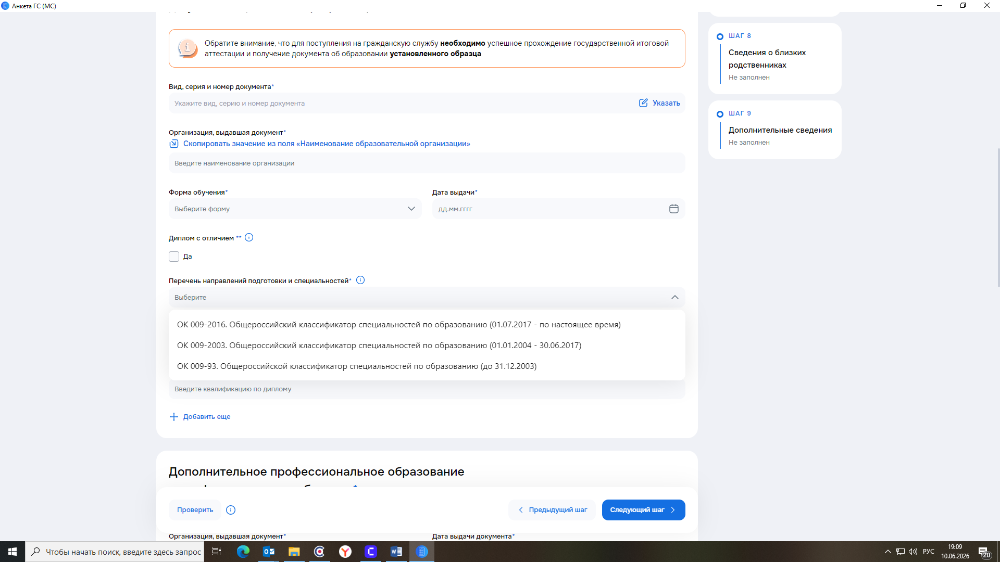 Анкета ГС (МС)
Обратите внимание, что для поступления на гражданскую службу необходимо успешное прохождение государственной итоговой
аттестации и получение документа об образовании установленного образца
Вид, серия и номер документа*
Укажите вид, серию и номер документа
Указать
Организация, выдавшая документ*
Скопировать значение из поля «Наименование образовательной организации»
Введите наименование организации
Форма обучения*
Дата выдачи*
Выберите форму
дд.мм.гггг
Диплом с отличием **
Да
Перечень направлений подготовки и специальностей*
Выберите
ОК 009-2016. Общероссийский классификатор специальностей по образованию (01.07.2017 - по настоящее время)
ОК 009-2003. Общероссийский классификатор специальностей по образованию (01.01.2004 - 30.06.2017)
ОК 009-93. Общероссийской классификатор специальностей по образованию (до 31.12.2003)
Введите квалификацию по диплому
Добавить еще
Дополнительное профессиональное образование
Проверить
Предыдущий шаг
Следующий шаг
Организация, выдавшая документ*
Дата выдачи документа*
ШАГ 8
Сведения о близких
родственниках
Не заполнен
ШАГ 9
Дополнительные сведения
Не заполнен
Чтобы начать поиск, введите здесь запрос
РУС
19:09
10.06.2026
20